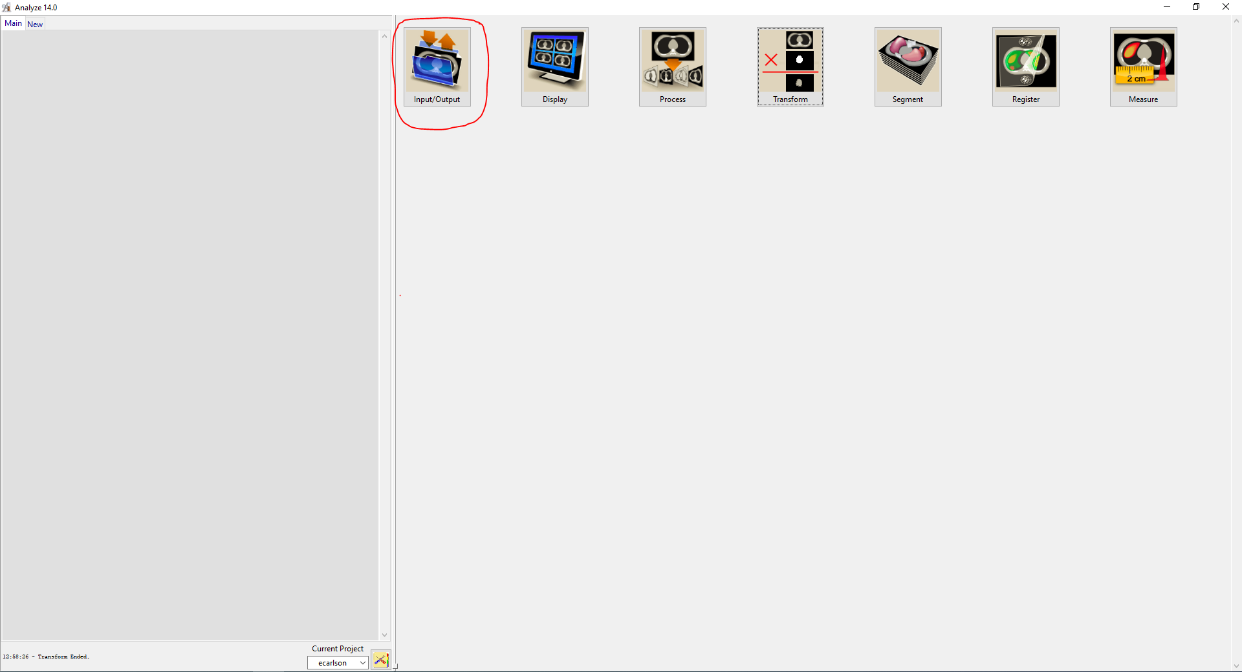 Analyze 14.0
Main New
Input/Output Display Process Transform Segment Register Measure
2 cm
Current Project
12:58:26 - Transform Ended.
ecarlson